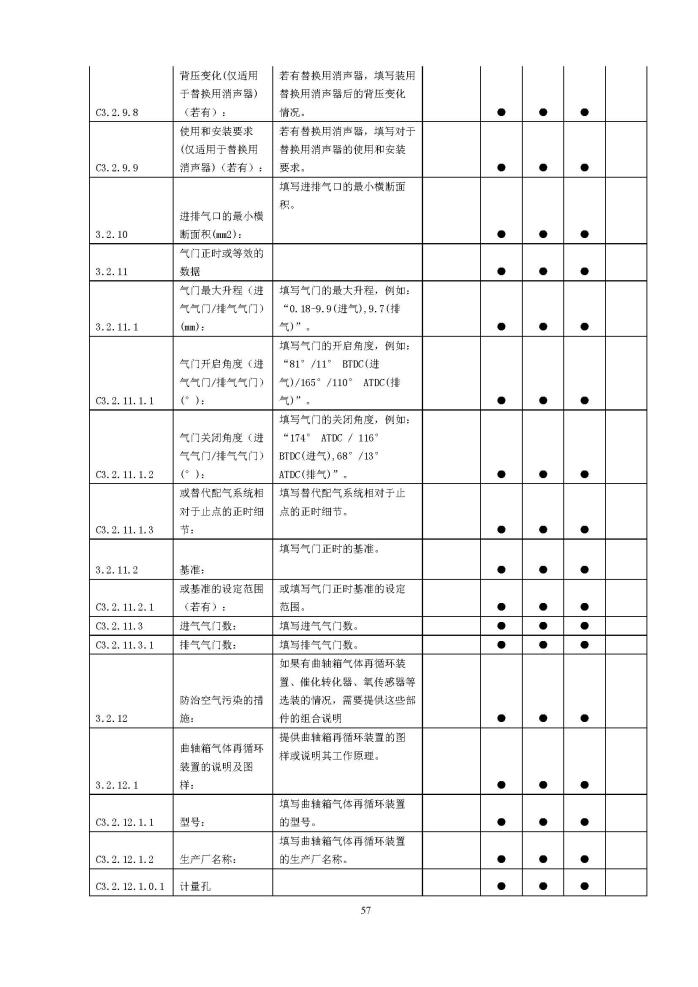 背压变化(仅适用 若有替换用消声器，填写装用
于替换用消声器) 替换用消声器后的背压变化
C3.2.9.8 （若有）： 情况。 ● ● ●
使用和安装要求 若有替换用消声器，填写对于
(仅适用于替换用 替换用消声器的使用和安装
C3.2.9.9 消声器)（若有）： 要求。 ● ● ●
填写进排气口的最小横断面
积。
进排气口的最小横
3.2.10 断面积(mm2)： ● ● ●
气门正时或等效的
3.2.11 数据 ● ● ●
气门最大升程（进 填写气门的最大升程，例如：
气气门/排气气门） “0.18-9.9(进气),9.7(排
3.2.11.1 (mm)： 气)”。 ● ● ●
填写气门的开启角度，例如：
气门开启角度（进 “81°/11° BTDC(进
气气门/排气气门） 气)/165°/110° ATDC(排
C3.2.11.1.1 (°)： 气)”。 ● ● ●
填写气门的关闭角度，例如：
气门关闭角度（进 “174° ATDC / 116°
气气门/排气气门） BTDC(进气),68°/13°
C3.2.11.1.2 (°)： ATDC(排气)”。 ● ● ●
或替代配气系统相 填写替代配气系统相对于止
对于止点的正时细 点的正时细节。
C3.2.11.1.3 节： ● ● ●
填写气门正时的基准。
3.2.11.2 基准： ● ● ●
或基准的设定范围 或填写气门正时基准的设定
C3.2.11.2.1 （若有）： 范围。 ● ● ●
C3.2.11.3 进气气门数： 填写进气气门数。 ● ● ●
C3.2.11.3.1 排气气门数： 填写排气气门数。 ● ● ●
如果有曲轴箱气体再循环装
置、催化转化器、氧传感器等
防治空气污染的措 选装的情况，需要提供这些部
3.2.12 施： 件的组合说明 ● ● ●
提供曲轴箱再循环装置的图
曲轴箱气体再循环 样或说明其工作原理。
装置的说明及图
3.2.12.1 样： ● ● ●
填写曲轴箱气体再循环装置
C3.2.12.1.1 型号： 的型号。 ● ● ●
填写曲轴箱气体再循环装置
C3.2.12.1.2 生产厂名称： 的生产厂名称。 ● ● ●
C3.2.12.1.0.1 计量孔 ● ● ●
57